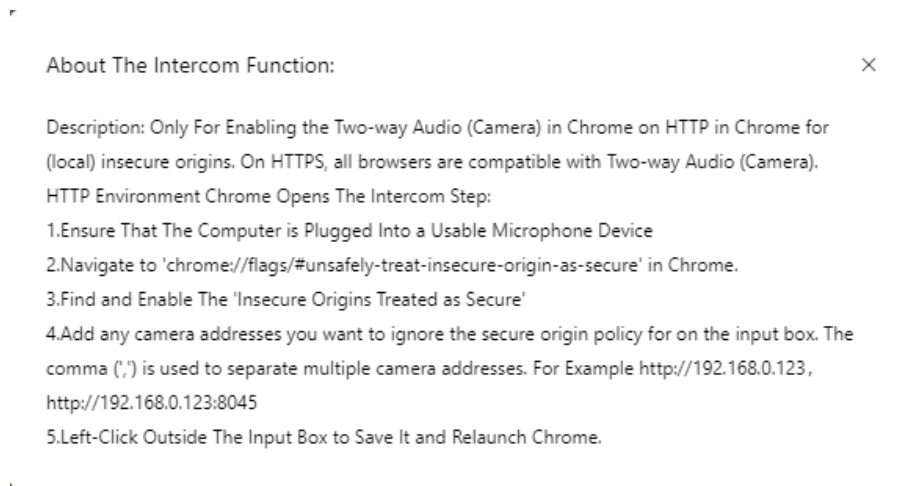 About The Intercom Function:
Description: Only For Enabling the Two-way Audio (Camera) in Chrome on HTTP in Chrome for
(local) insecure origins. On HTTPS, all browsers are compatible with Two-way Audio (Camera).
HTTP Environment Chrome Opens The Intercom Step:
1.Ensure That The Computer is Plugged Into a Usable Microphone Device
2.Navigate to 'chrome://flags/#unsafely-treat-insecure-origin-as-secure' in Chrome.
3.Find and Enable The 'Insecure Origins Treated as Secure'
4.Add any camera addresses you want to ignore the secure origin policy for on the input box. The
comma (',') is used to separate multiple camera addresses. For Example http://192.168.0.123,
http://192.168.0.123:8045
5.Left-Click Outside The Input Box to Save It and Relaunch Chrome.